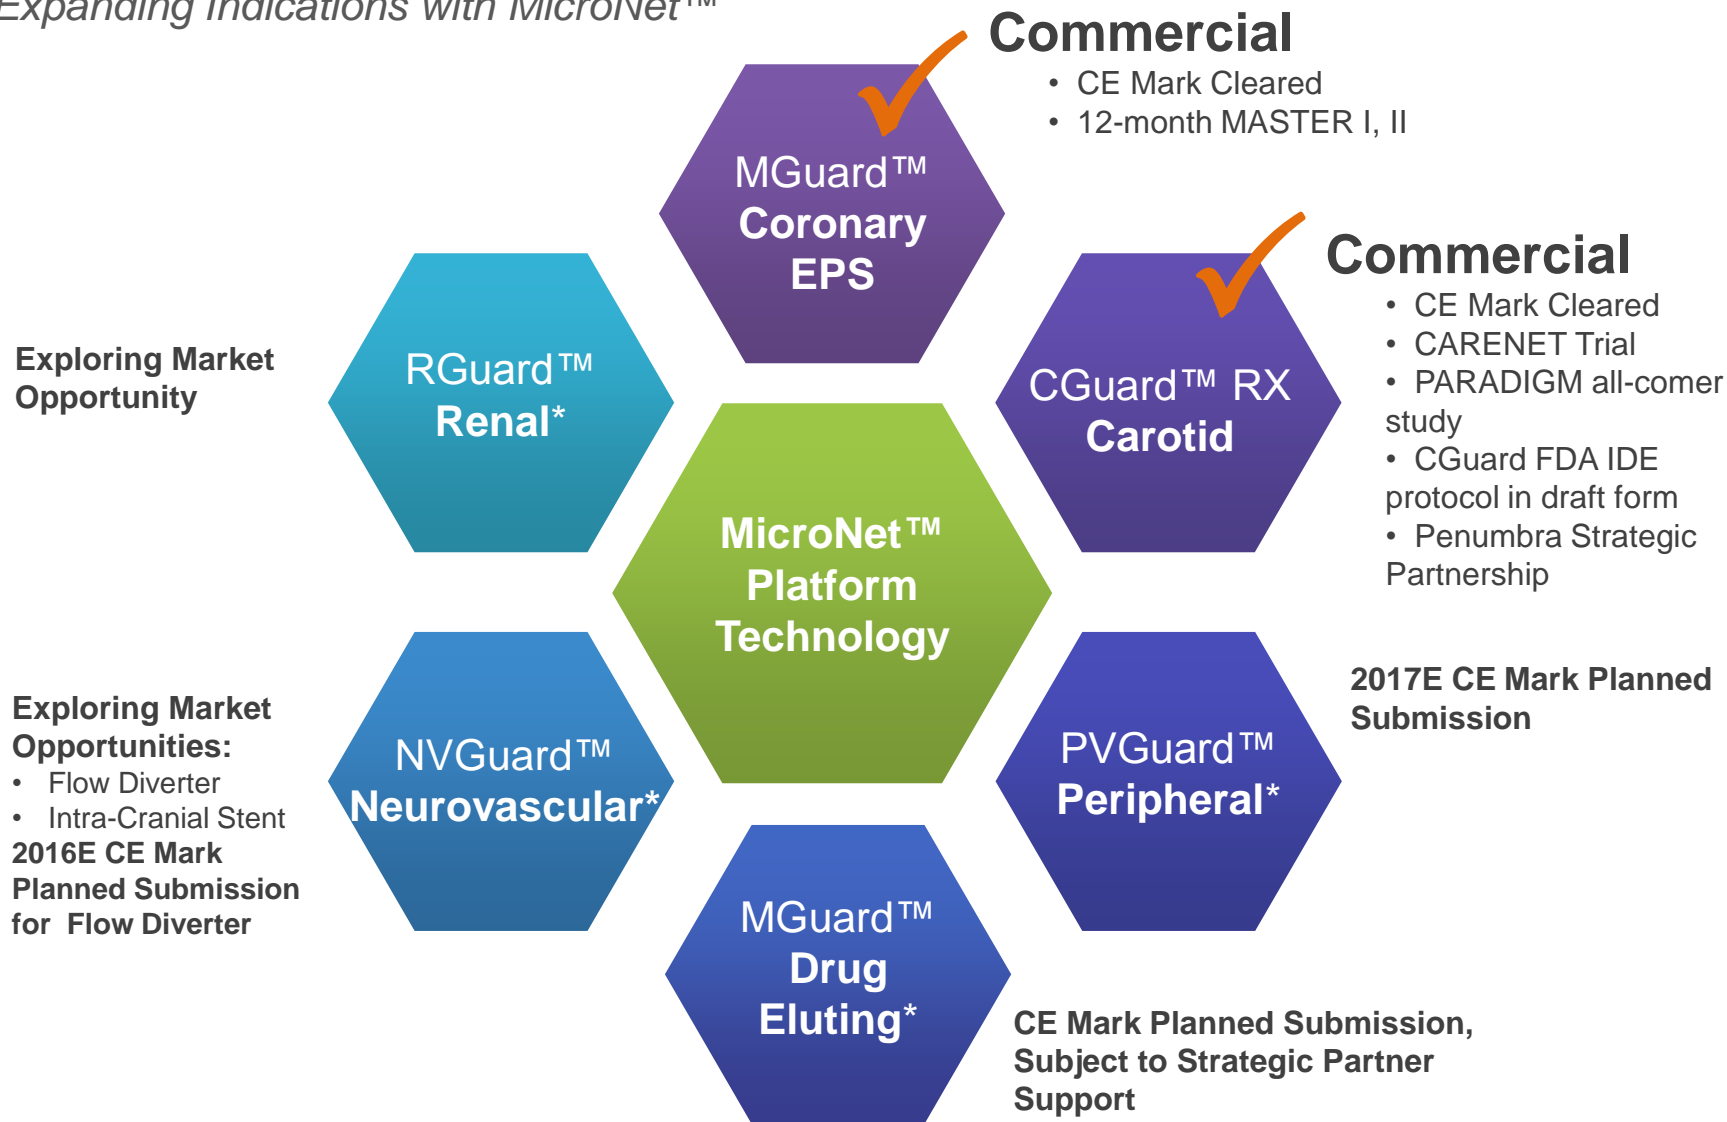 Expanding Indications with MicroNet™
Commercial
• CE Mark Cleared
• 12-month MASTER I, II
MGuard™
Coronary
EPS
Commercial
• CE Mark Cleared
• CARENET Trial
• PARADIGM all-comer
study
• CGuard FDA IDE
protocol in draft form
• Penumbra Strategic
Partnership
CGuard™ RX
Carotid
Exploring Market
Opportunity
RGuard™
Renal*
MicroNet™
Platform
Technology
2017E CE Mark Planned
Submission
PVGuard™
Peripheral*
Exploring Market
Opportunities:
• Flow Diverter
• Intra-Cranial Stent
2016E CE Mark
Planned Submission
for Flow Diverter
NVGuard™
Neurovascular*
MGuard™
Drug
Eluting*
CE Mark Planned Submission,
Subject to Strategic Partner
Support